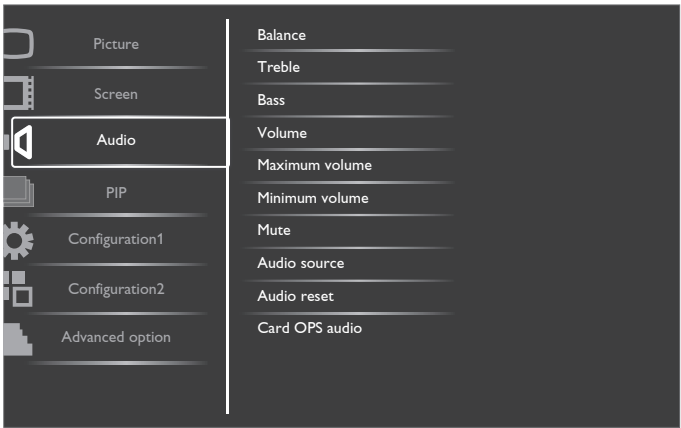 Picture
Screen
Audio
PIP
Configuration1
Configuration2
Advanced option
Balance
Treble
Bass
Volume
Maximum volume
Minimum volume
Mute
Audio source
Audio reset
Card OPS audio